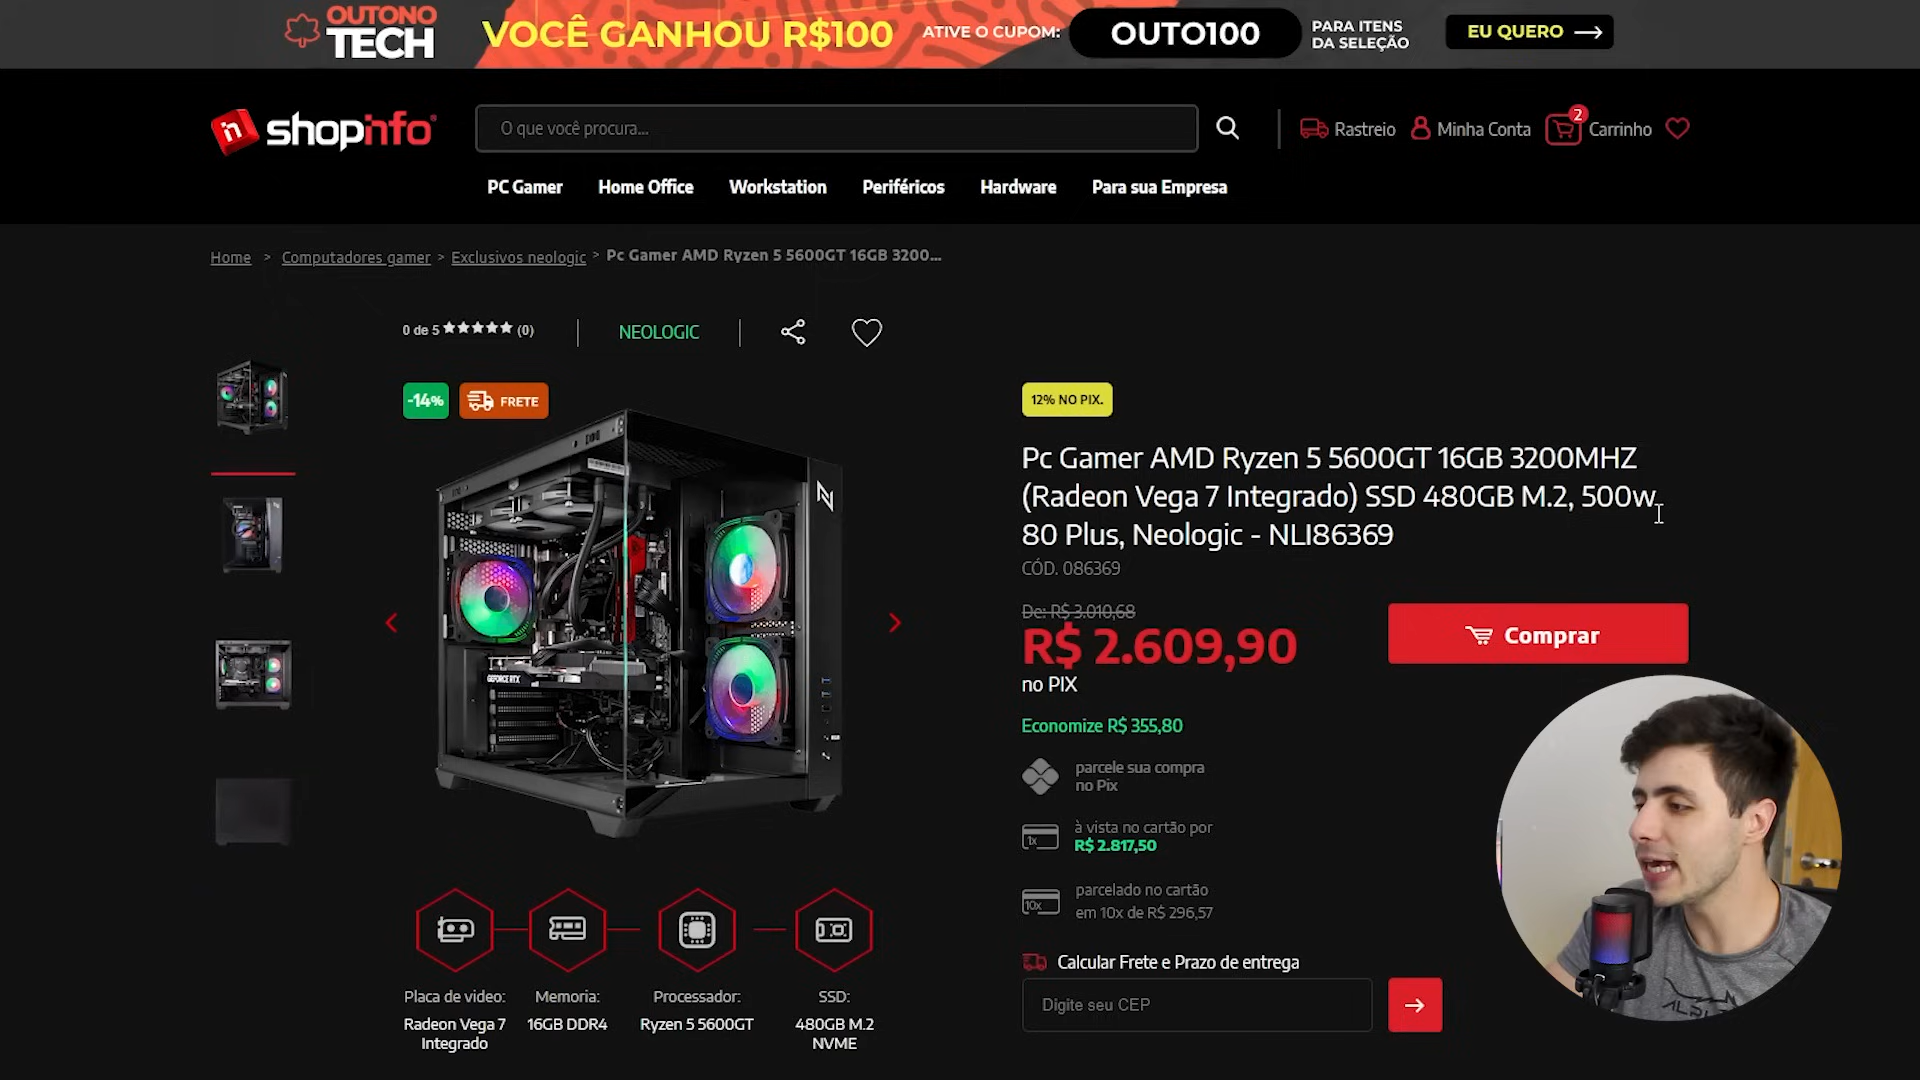 OUTONO
TECH
VOCÊ GANHOU R$100
ATIVE O CUPOM:
OUTO100
PARA ITENS
DA SELEÇÃO
EU QUERO
shopinfo
O que você procura...
Rastreio
Minha Conta
2
Carrinho
PC Gamer
Home Office
Workstation
Periféricos
Hardware
Para sua Empresa
Home > Computadores gamer > Exclusivos neologic > Pc Gamer AMD Ryzen 5 5600GT 16GB 3200...
0 de 5 ★★★★★ (0)
NEOLOGIC
-14%
FRETE
GEFORCE RTX
12% NO PIX.
Pc Gamer AMD Ryzen 5 5600GT 16GB 3200MHZ
(Radeon Vega 7 Integrado) SSD 480GB M.2, 500w
80 Plus, Neologic - NLI86369
CÓD. 086369
De: R$ 3.010,68
R$ 2.609,90
no PIX
Comprar
Economize R$ 355,80
parcele sua compra
no Pix
1x
à vista no cartão por
R$ 2.817,50
10x
parcelado no cartão
em 10x de R$ 296,57
Calcular Frete e Prazo de entrega
Digite seu CEP
Placa de video:
Radeon Vega 7
Integrado
Memoria:
16GB DDR4
Processador:
Ryzen 5 5600GT
SSD:
480GB M.2
NVME